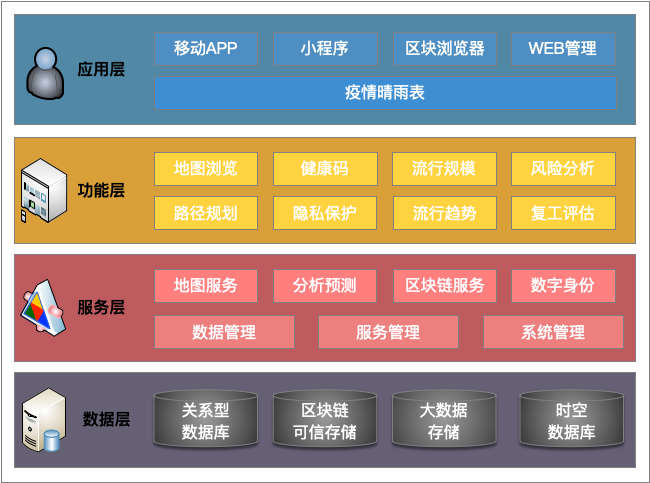 应用层
移动APP
小程序
区块浏览器
WEB管理
疫情晴雨表
功能层
地图浏览
健康码
流行规模
风险分析
路径规划
隐私保护
流行趋势
复工评估
服务层
地图服务
分析预测
区块链服务
数字身份
数据管理
服务管理
系统管理
数据层
关系型
数据库
区块链
可信存储
大数据
存储
时空
数据库